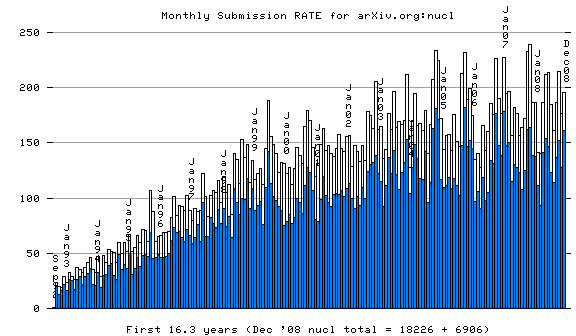 Monthly Submission RATE for arXiv.org:nucl
250
200
150
100
50
0
Jan93
Jan94
Jan96
Jan97
Jan99
Jan00
Jan02
Jan03
Jan05
Jan06
Jan07
Jan08
Dec08
First 16.3 years (Dec '08 nucl total = 18226 + 6906)